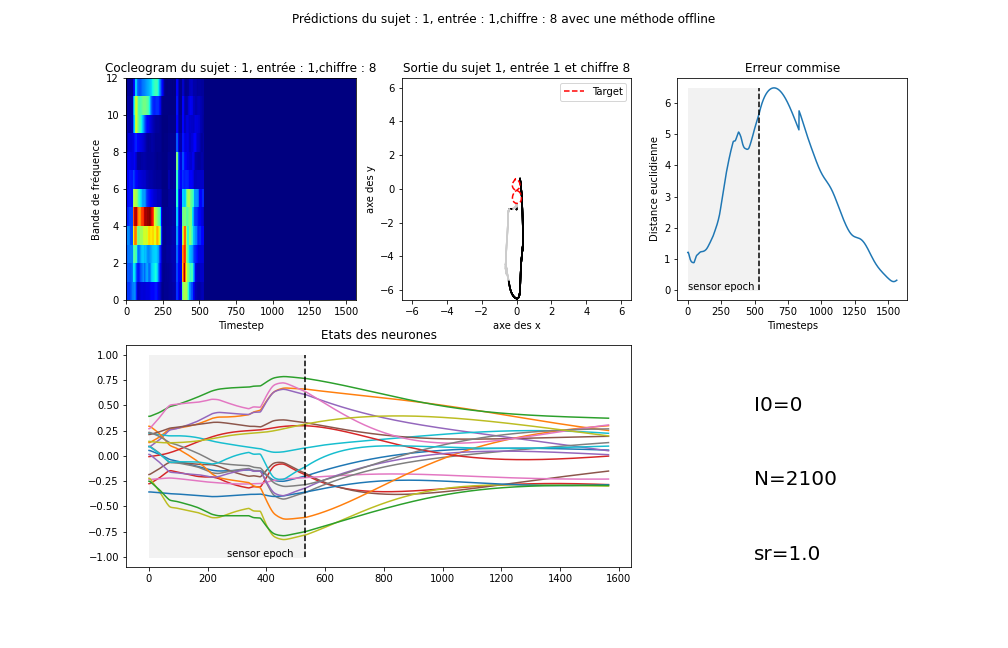 Prédictions du sujet : 1, entrée : 1,chiffre : 8 avec une méthode offline
Cocleogram du sujet : 1, entrée : 1,chiffre : 8
12
10
8
6
4
2
0
Bande de fréquence
0 250 500 750 1000 1250 1500
Timestep
Sortie du sujet 1, entrée 1 et chiffre 8
Target
6
4
2
0
−2
−4
−6
axe des y
−6 −4 −2 0 2 4 6
axe des x
Erreur commise
6
5
4
3
2
1
0
Distance euclidienne
sensor epoch
0 250 500 750 1000 1250 1500
Timesteps
Etats des neurones
1.00
0.75
0.50
0.25
0.00
−0.25
−0.50
−0.75
−1.00
sensor epoch
0 200 400 600 800 1000 1200 1400 1600
I0=0
N=2100
sr=1.0